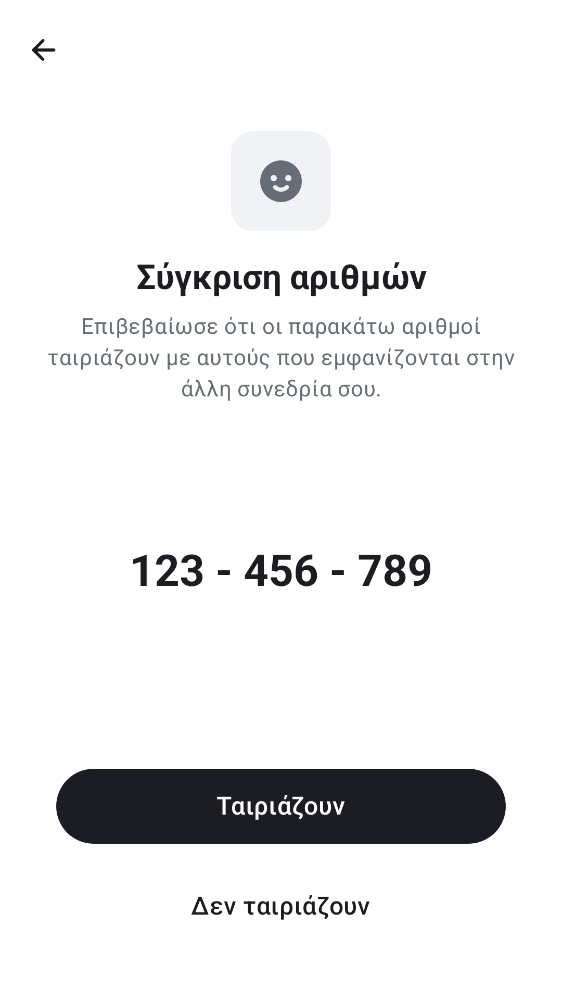 Σύγκριση αριθμών
Επιβεβαίωσε ότι οι παρακάτω αριθμοί
ταιριάζουν με αυτούς που εμφανίζονται στην
άλλη συνεδρία σου.
123 - 456 - 789
Ταιριάζουν
Δεν ταιριάζουν